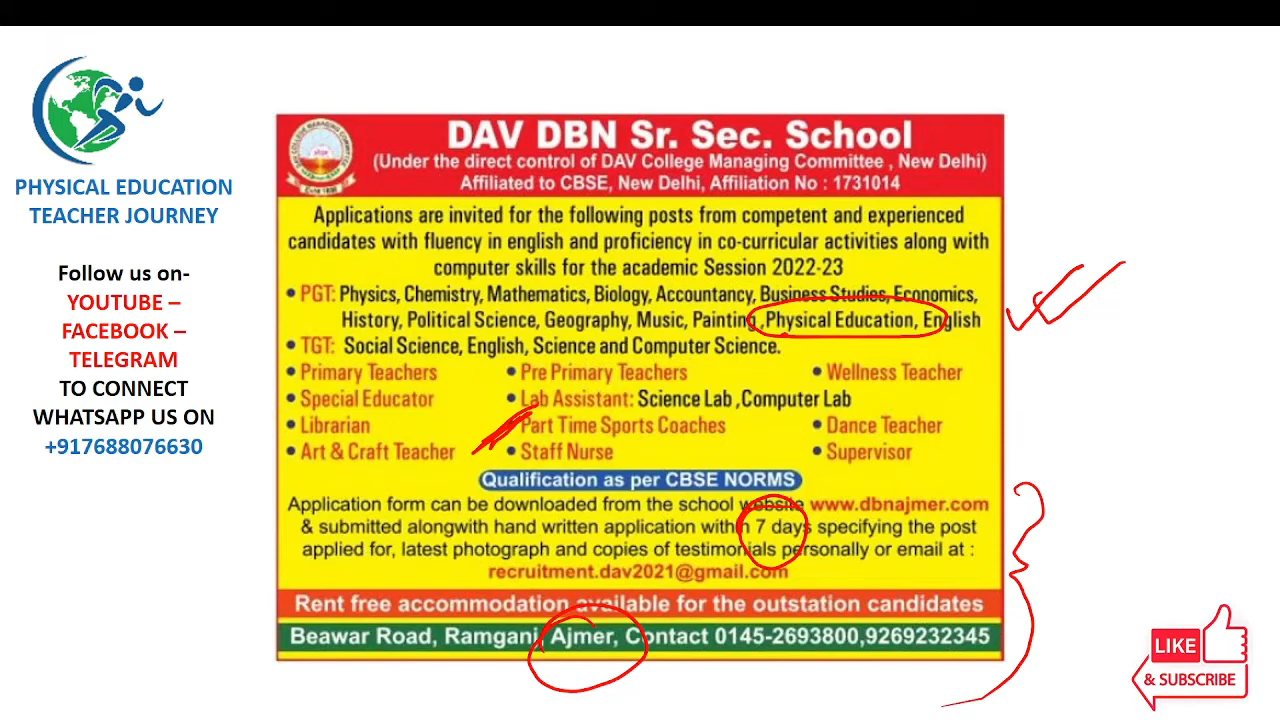 PHYSICAL EDUCATION
TEACHER JOURNEY
Follow us on-
YOUTUBE –
FACEBOOK –
TELEGRAM
TO CONNECT
WHATSAPP US ON
+917688076630
DAV DBN Sr. Sec. School
(Under the direct control of DAV College Managing Committee , New Delhi)
Affiliated to CBSE, New Delhi, Affiliation No : 1731014
Applications are invited for the following posts from competent and experienced
candidates with fluency in english and proficiency in co-curricular activities along with
computer skills for the academic Session 2022-23
• PGT: Physics, Chemistry, Mathematics, Biology, Accountancy, Business Studies, Economics,
History, Political Science, Geography, Music, Painting ,Physical Education, English
• TGT: Social Science, English, Science and Computer Science.
• Primary Teachers • Pre Primary Teachers • Wellness Teacher
• Special Educator • Lab Assistant: Science Lab ,Computer Lab
• Librarian • Part Time Sports Coaches • Dance Teacher
• Art & Craft Teacher • Staff Nurse • Supervisor
Qualification as per CBSE NORMS
Application form can be downloaded from the school website www.dbnajmer.com
& submitted alongwith hand written application within 7 days specifying the post
applied for, latest photograph and copies of testimonials personally or email at :
recruitment.dav2021@gmail.com
Rent free accommodation available for the outstation candidates
Beawar Road, Ramganj, Ajmer, Contact 0145-2693800,9269232345
LIKE
& SUBSCRIBE